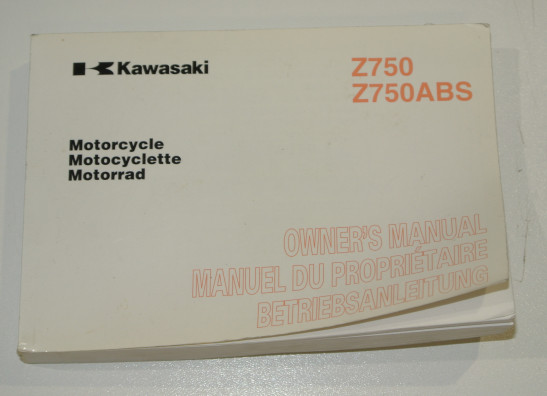 Kawasaki
Z750
Z750ABS
Motorcycle
Motocyclette
Motorrad
OWNER'S MANUAL
MANUEL DU PROPRIÉTAIRE
BETRIEBSANLEITUNG